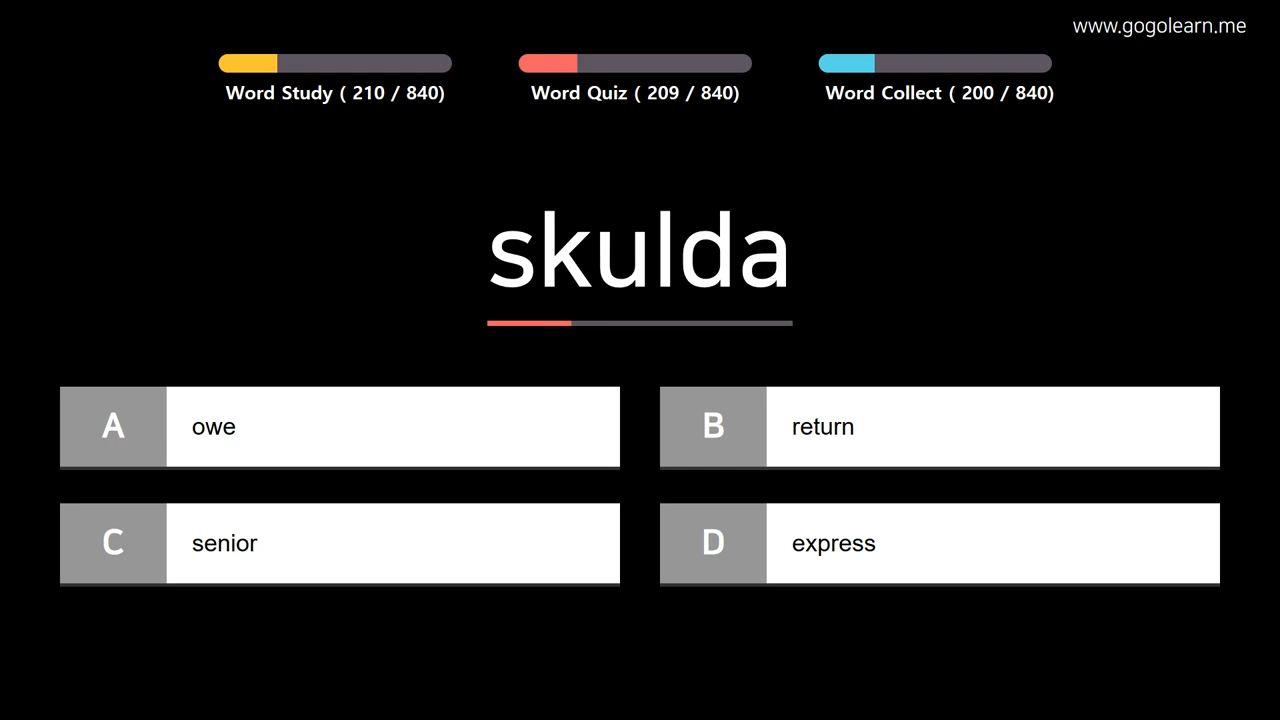 www.gogolearn.me
Word Study ( 210 / 840)
Word Quiz ( 209 / 840)
Word Collect ( 200 / 840)
skulda
A owe
B return
C senior
D express